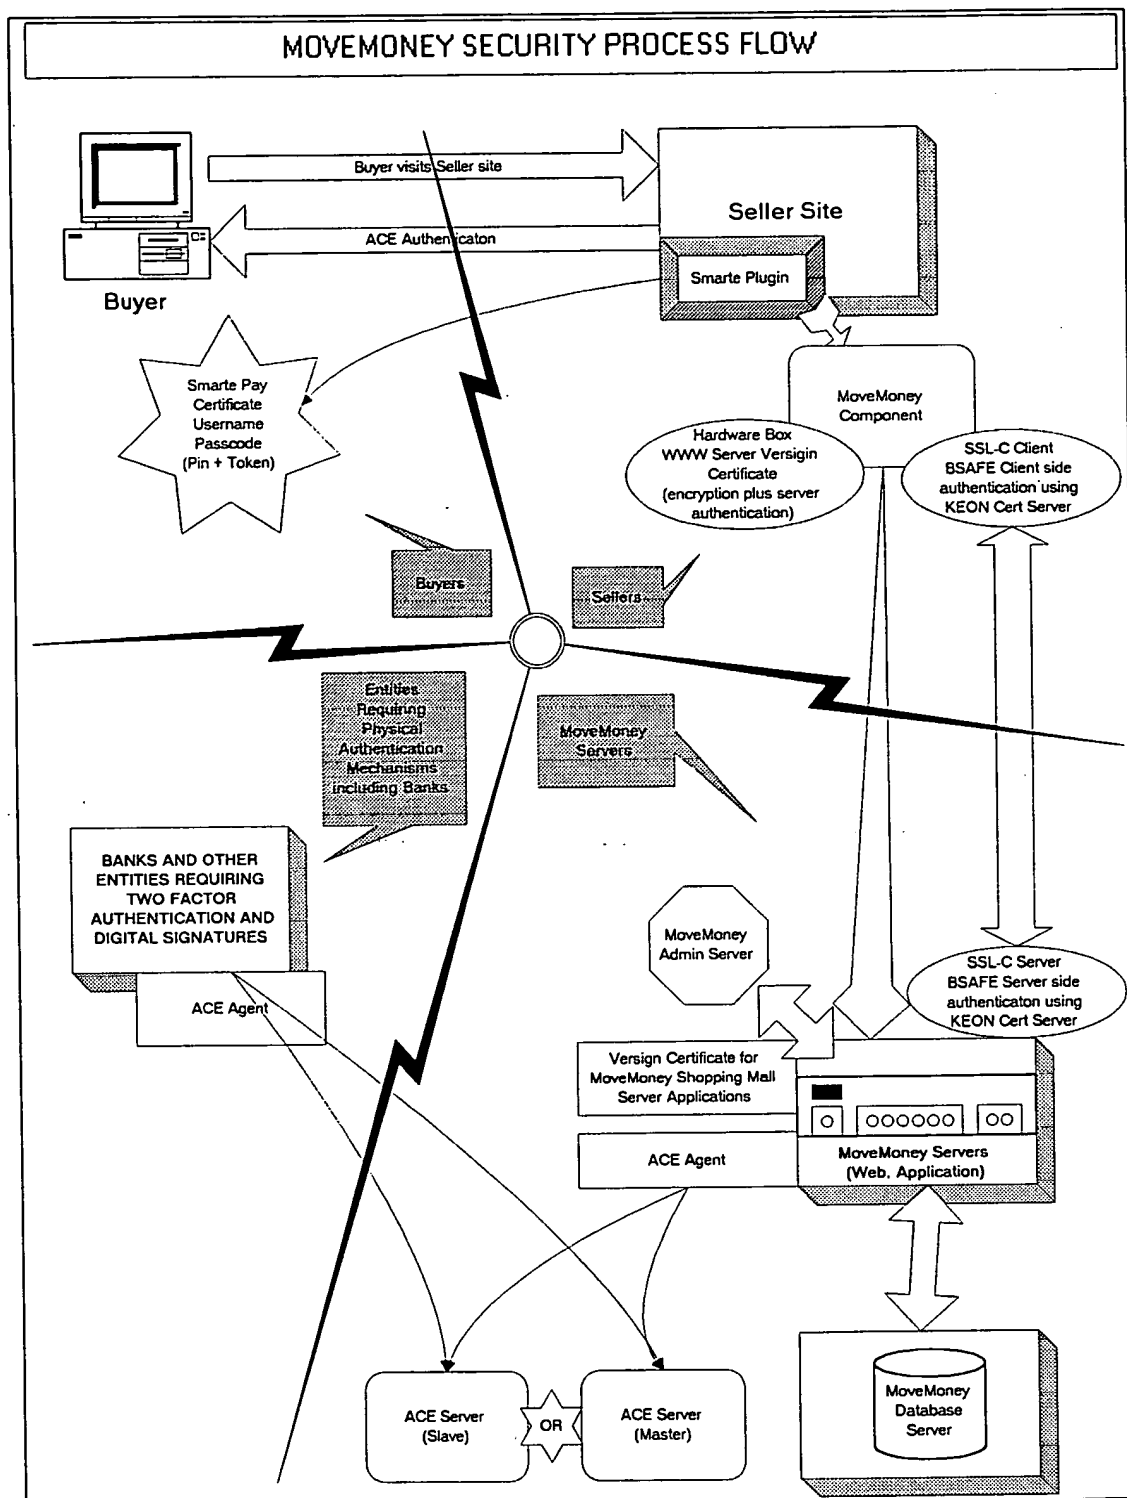 MOVEMONEY SECURITY PROCESS FLOW
Buyer visits Seller site
Seller Site
ACE Authenticaton
Smarte Plugin
Buyer
Smarte Pay
Certificate
Username
Passcode
(Pin + Token)
MoveMoney
Component
Hardware Box
WWW Server Versigin
Certificate
(encryption plus server
authentication)
SSL-C Client
BSAFE Client side
authentication using
KEON Cert Server
Buyers
Sellers
Entities
Requiring
Physical
Authentication
Mechanisms
including Banks
MoveMoney
Servers
BANKS AND OTHER
ENTITIES REQUIRING
TWO FACTOR
AUTHENTICATION AND
DIGITAL SIGNATURES
ACE Agent
MoveMoney
Admin Server
SSL-C Server
BSAFE Server side
authenticaton using
KEON Cert Server
Versign Certificate for
MoveMoney Shopping Mall
Server Applications
ACE Agent
MoveMoney Servers
(Web, Application)
ACE Server
(Slave)
OR
ACE Server
(Master)
MoveMoney
Database
Server